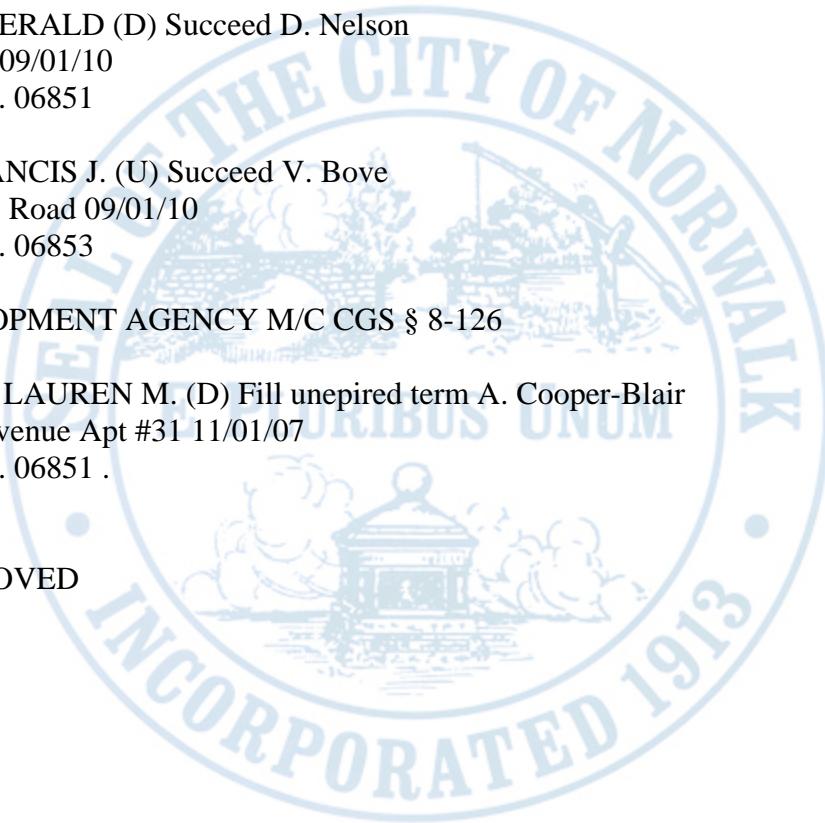 ERALD (D) Succeed D. Nelson
09/01/10
. 06851
ANCIS J. (U) Succeed V. Bove
Road 09/01/10
. 06853
OPMENT AGENCY M/C CGS § 8-126
LAUREN M. (D) Fill unepired term A. Cooper-Blair
venue Apt #31 11/01/07
. 06851 .
OVED
SEAL OF THE CITY OF NORWALK
E PLURIBUS UNUM
INCORPORATED 1913